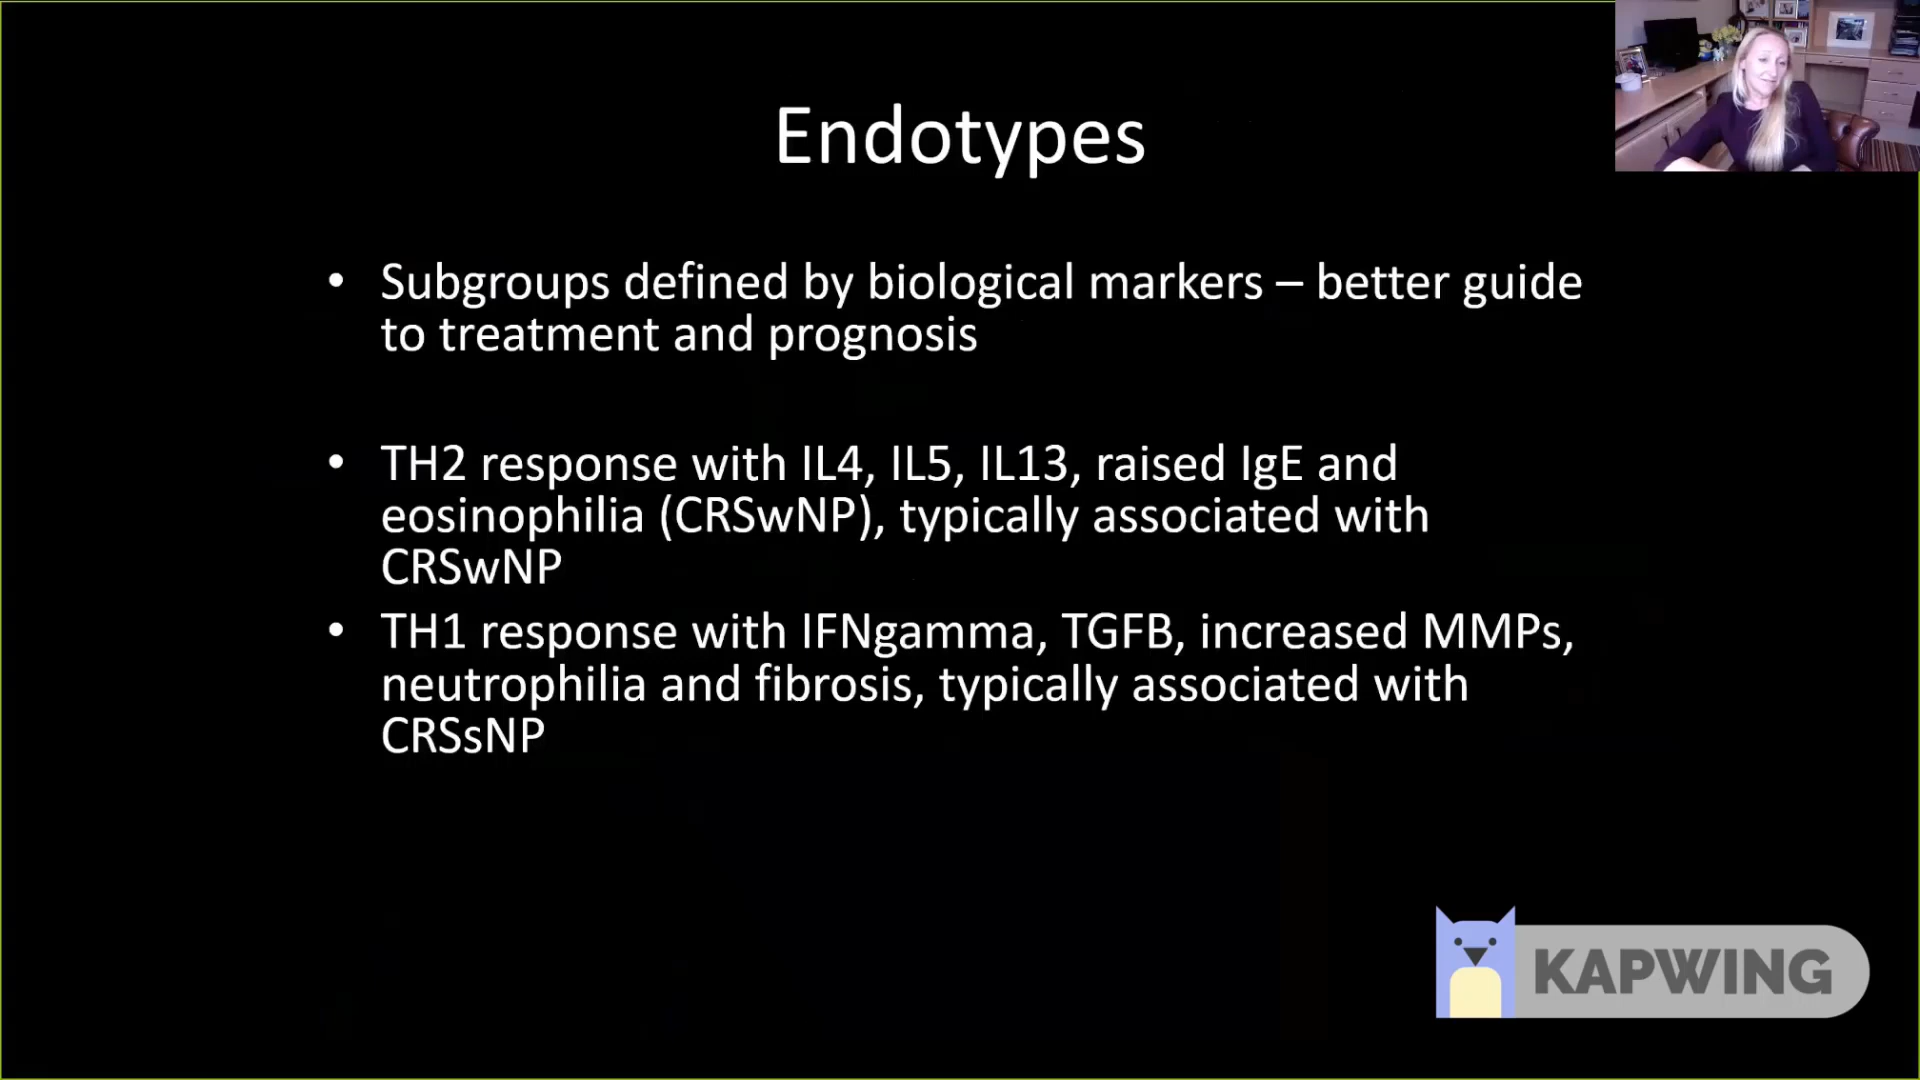 Endotypes
• Subgroups defined by biological markers – better guide
to treatment and prognosis
• TH2 response with IL4, IL5, IL13, raised IgE and
eosinophilia (CRSwNP), typically associated with
CRSwNP
• TH1 response with IFNgamma, TGFB, increased MMPs,
neutrophilia and fibrosis, typically associated with
CRSsNP
KAPWING